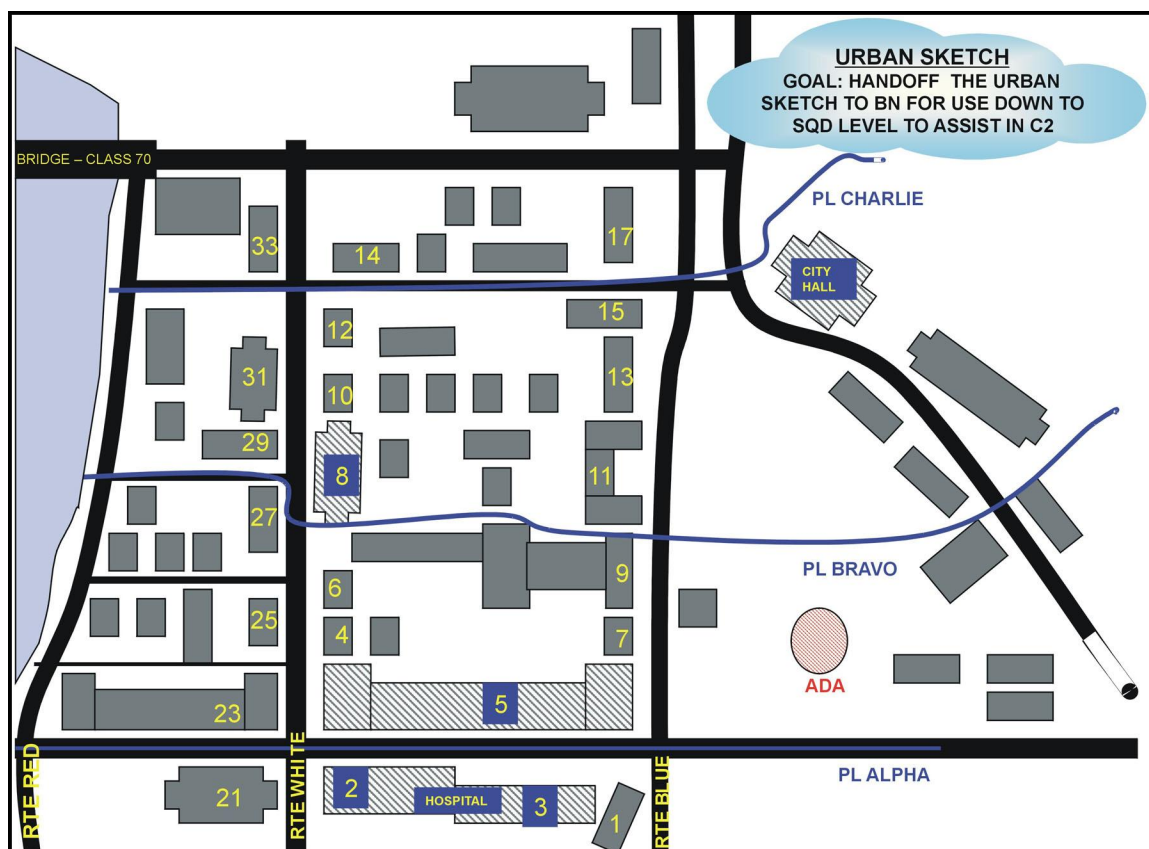 URBAN SKETCH
GOAL: HANDOFF THE URBAN
SKETCH TO BN FOR USE DOWN TO
SQD LEVEL TO ASSIST IN C2
BRIDGE – CLASS 70
PL CHARLIE
33
14
17
CITY
HALL
12
15
31
10
13
29
8
11
27
PL BRAVO
6
9
25
4
7
ADA
5
23
RTE RED
RTE WHITE
RTE BLUE
PL ALPHA
21
2
HOSPITAL
3
1